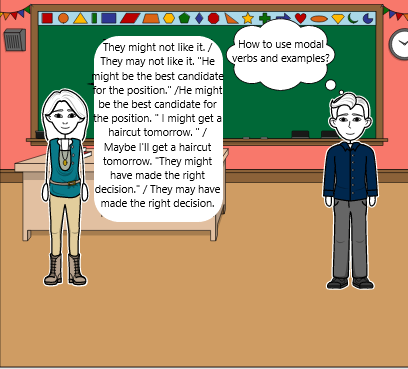 They might not like it. /
They may not like it. "He
might be the best candidate
for the position." /He might
be the best candidate for
the position. " I might get a
haircut tomorrow. " /
Maybe I'll get a haircut
tomorrow. "They might
have made the right
decision." / They may have
made the right decision.
How to use modal
verbs and examples?